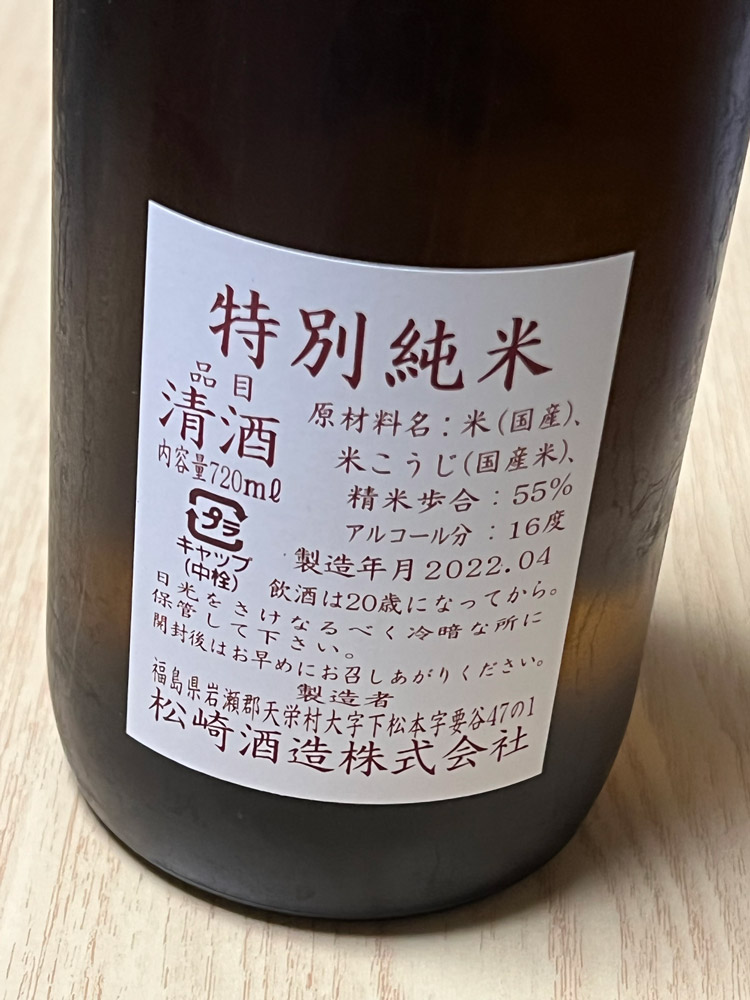 特別純米
品目
清酒
内容量720mℓ
プラ
キャップ
(中栓)
原材料名：米(国産)、
米こうじ(国産米)、
精米歩合：55%
アルコール分：16度
製造年月2022.04
飲酒は20歳になってから。
日光をさけなるべく冷暗な所に
保管して下さい。
開封後はお早めにお召しあがりください。
製造者
福島県岩瀬郡天栄村大字下松本字要谷47の1
松崎酒造株式会社